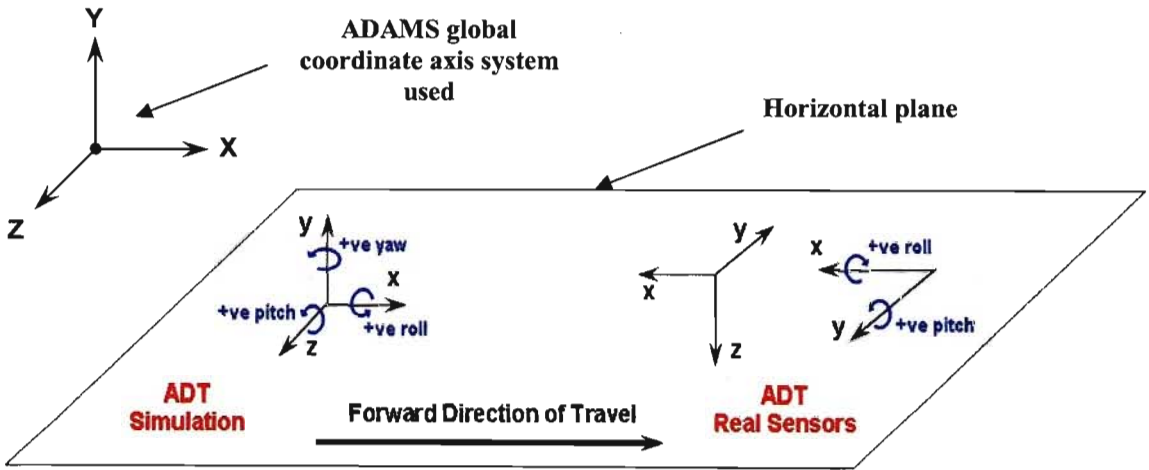 Y
ADAMS global
coordinate axis system
used
X
Z
Horizontal plane
y
+ve yaw
x
+ve pitch
+ve roll
z
y
x
z
x
+ve roll
y
+ve pitch
ADT
Simulation
Forward Direction of Travel
ADT
Real Sensors